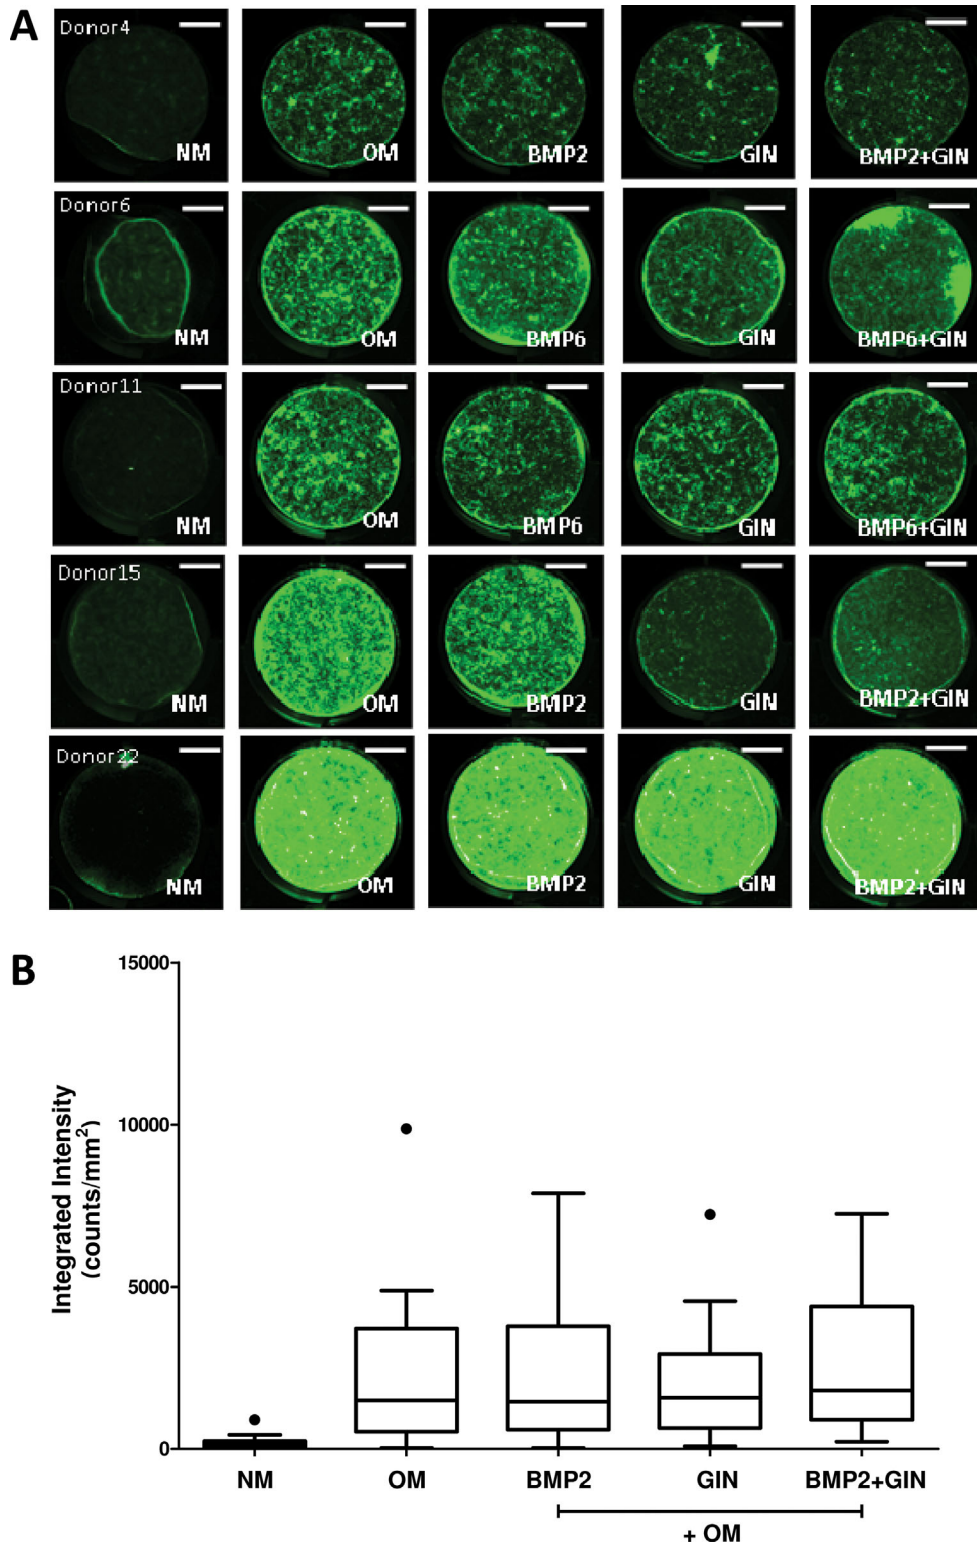 A
Donor4
NM
OM
BMP2
GIN
BMP2+GIN
Donor6
NM
OM
BMP6
GIN
BMP6+GIN
Donor11
NM
OM
BMP6
GIN
BMP6+GIN
Donor15
NM
OM
BMP2
GIN
BMP2+GIN
Donor22
NM
OM
BMP2
GIN
BMP2+GIN
B
Integrated Intensity
(counts/mm²)
15000
10000
5000
0
NM OM BMP2 GIN BMP2+GIN
+ OM